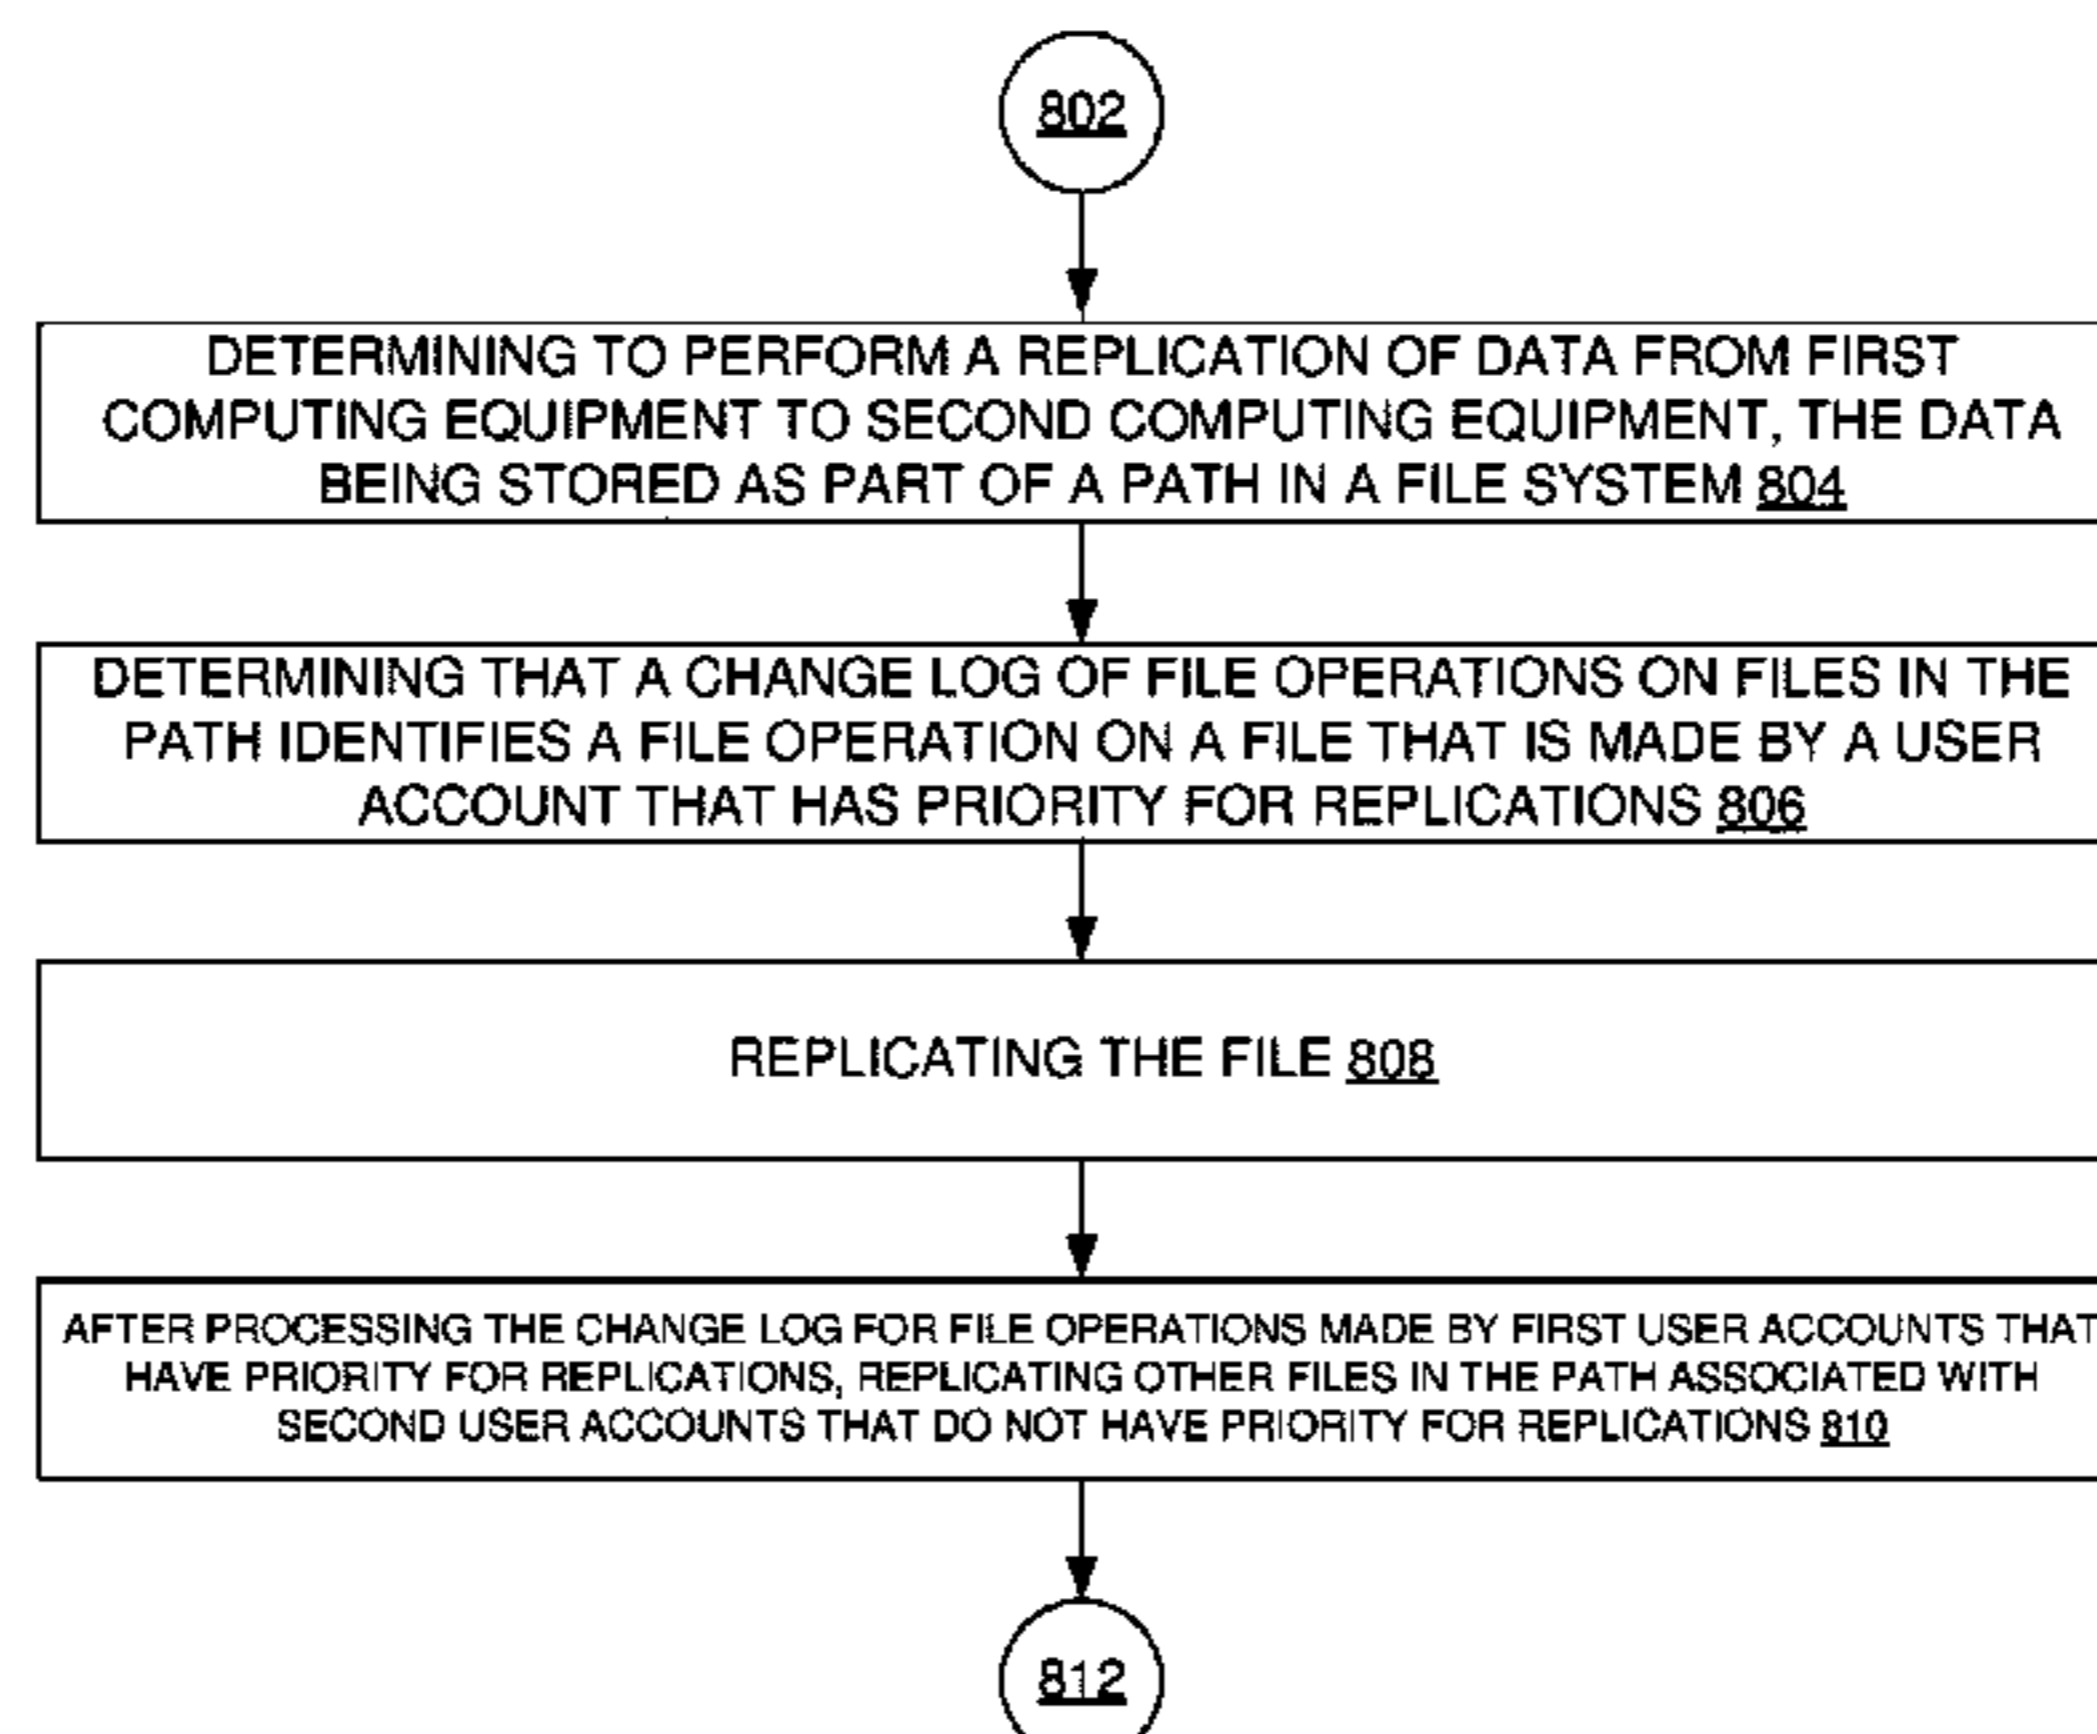 802
DETERMINING TO PERFORM A REPLICATION OF DATA FROM FIRST
COMPUTING EQUIPMENT TO SECOND COMPUTING EQUIPMENT, THE DATA
BEING STORED AS PART OF A PATH IN A FILE SYSTEM 804
DETERMINING THAT A CHANGE LOG OF FILE OPERATIONS ON FILES IN THE
PATH IDENTIFIES A FILE OPERATION ON A FILE THAT IS MADE BY A USER
ACCOUNT THAT HAS PRIORITY FOR REPLICATIONS 806
REPLICATING THE FILE 808
AFTER PROCESSING THE CHANGE LOG FOR FILE OPERATIONS MADE BY FIRST USER ACCOUNTS THAT
HAVE PRIORITY FOR REPLICATIONS, REPLICATING OTHER FILES IN THE PATH ASSOCIATED WITH
SECOND USER ACCOUNTS THAT DO NOT HAVE PRIORITY FOR REPLICATIONS 810
812